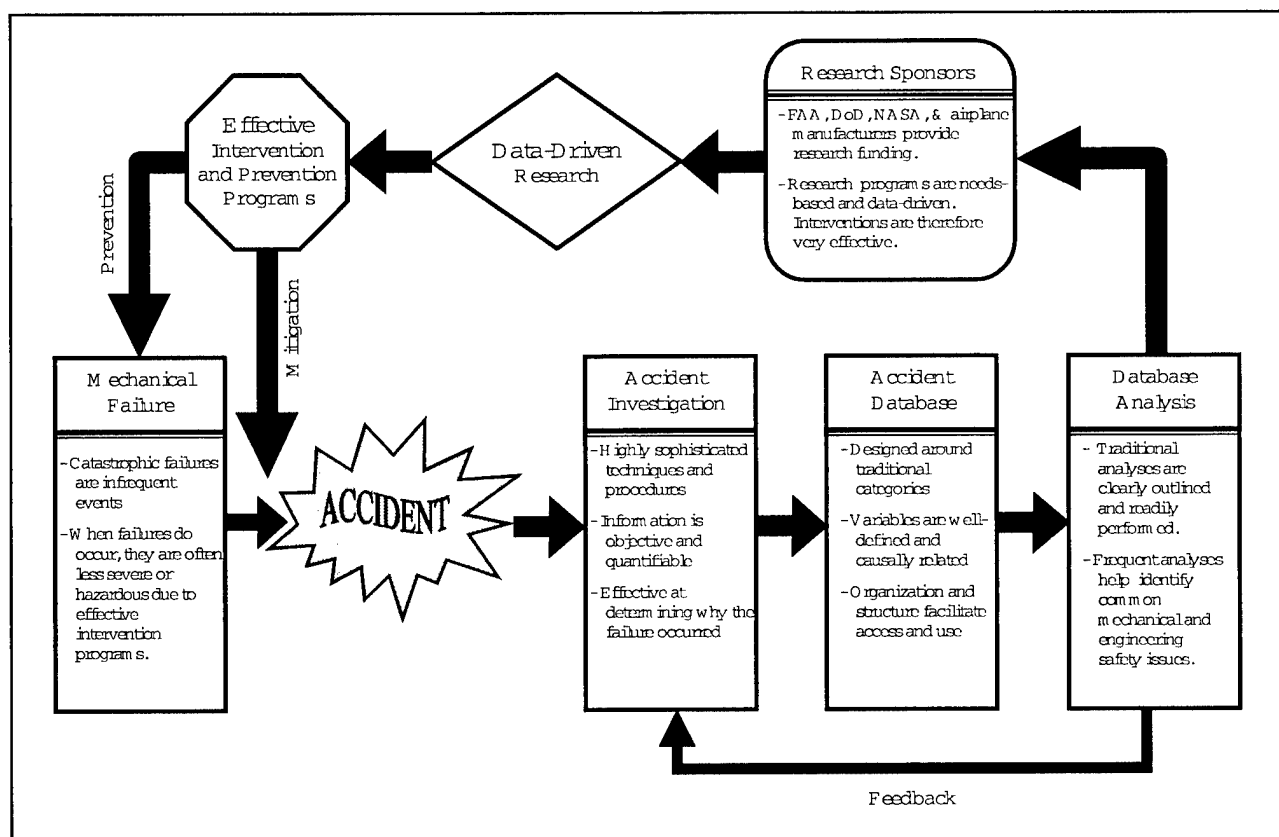 Effective
Intervention
and Prevention
Programs
Data-Driven
Research
Research Sponsors
-FAA, DoD, NASA, & airplane
manufacturers provide
research funding.
-Research programs are needs-
based and data-driven.
Interventions are therefore
very effective.
Prevention
Mitigation
Mechanical
Failure
-Catastrophic failures
are infrequent
events
-When failures do
occur, they are often
less severe or
hazardous due to
effective
intervention
programs.
ACCIDENT
Accident
Investigation
-Highly sophisticated
techniques and
procedures
-Information is
objective and
quantifiable
-Effective at
determining why the
failure occurred
Accident
Database
-Designed around
traditional
categories
-Variables are well-
defined and
causally related
-Organization and
structure facilitate
access and use
Database
Analysis
- Traditional
analyses are
clearly outlined
and readily
performed.
-Frequent analyses
help identify
common
mechanical and
engineering
safety issues.
Feedback